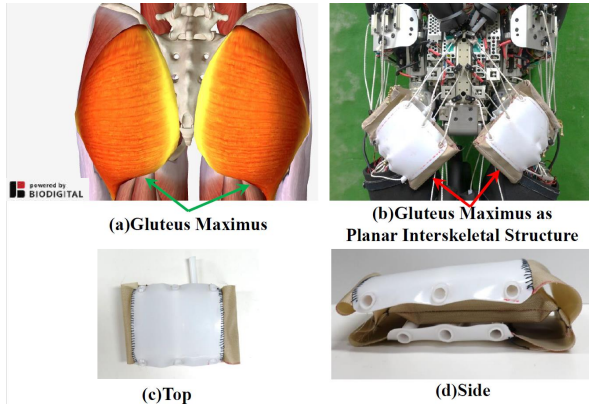 powered by
BIODIGITAL
(a)Gluteus Maximus
(b)Gluteus Maximus as
Planar Interskeletal Structure
(c)Top
(d)Side